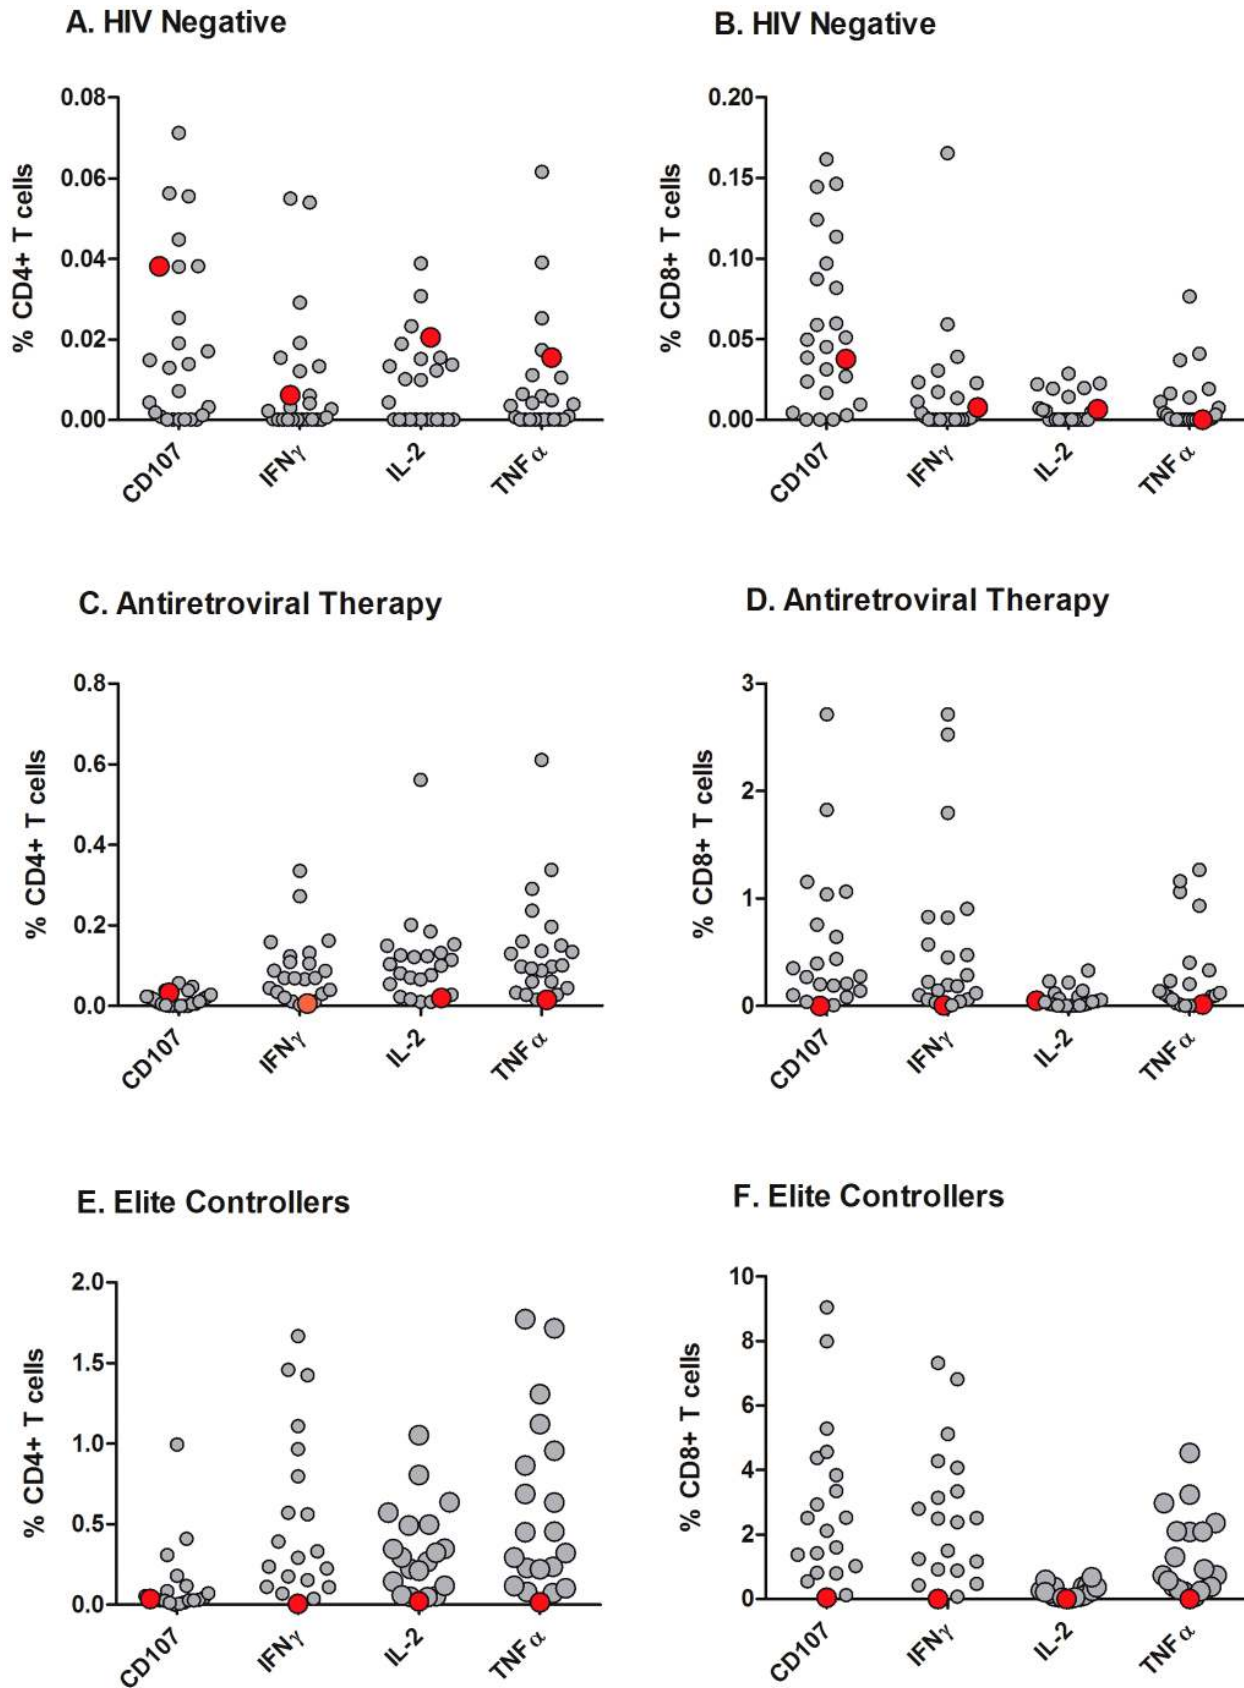 A. HIV Negative
% CD4+ T cells
0.08
0.06
0.04
0.02
0.00
CD107
IFNγ
IL-2
TNFα
B. HIV Negative
% CD8+ T cells
0.20
0.15
0.10
0.05
0.00
CD107
IFNγ
IL-2
TNFα
C. Antiretroviral Therapy
% CD4+ T cells
0.8
0.6
0.4
0.2
0.0
CD107
IFNγ
IL-2
TNFα
D. Antiretroviral Therapy
% CD8+ T cells
3
2
1
0
CD107
IFNγ
IL-2
TNFα
E. Elite Controllers
% CD4+ T cells
2.0
1.5
1.0
0.5
0.0
CD107
IFNγ
IL-2
TNFα
F. Elite Controllers
% CD8+ T cells
10
8
6
4
2
0
CD107
IFNγ
IL-2
TNFα